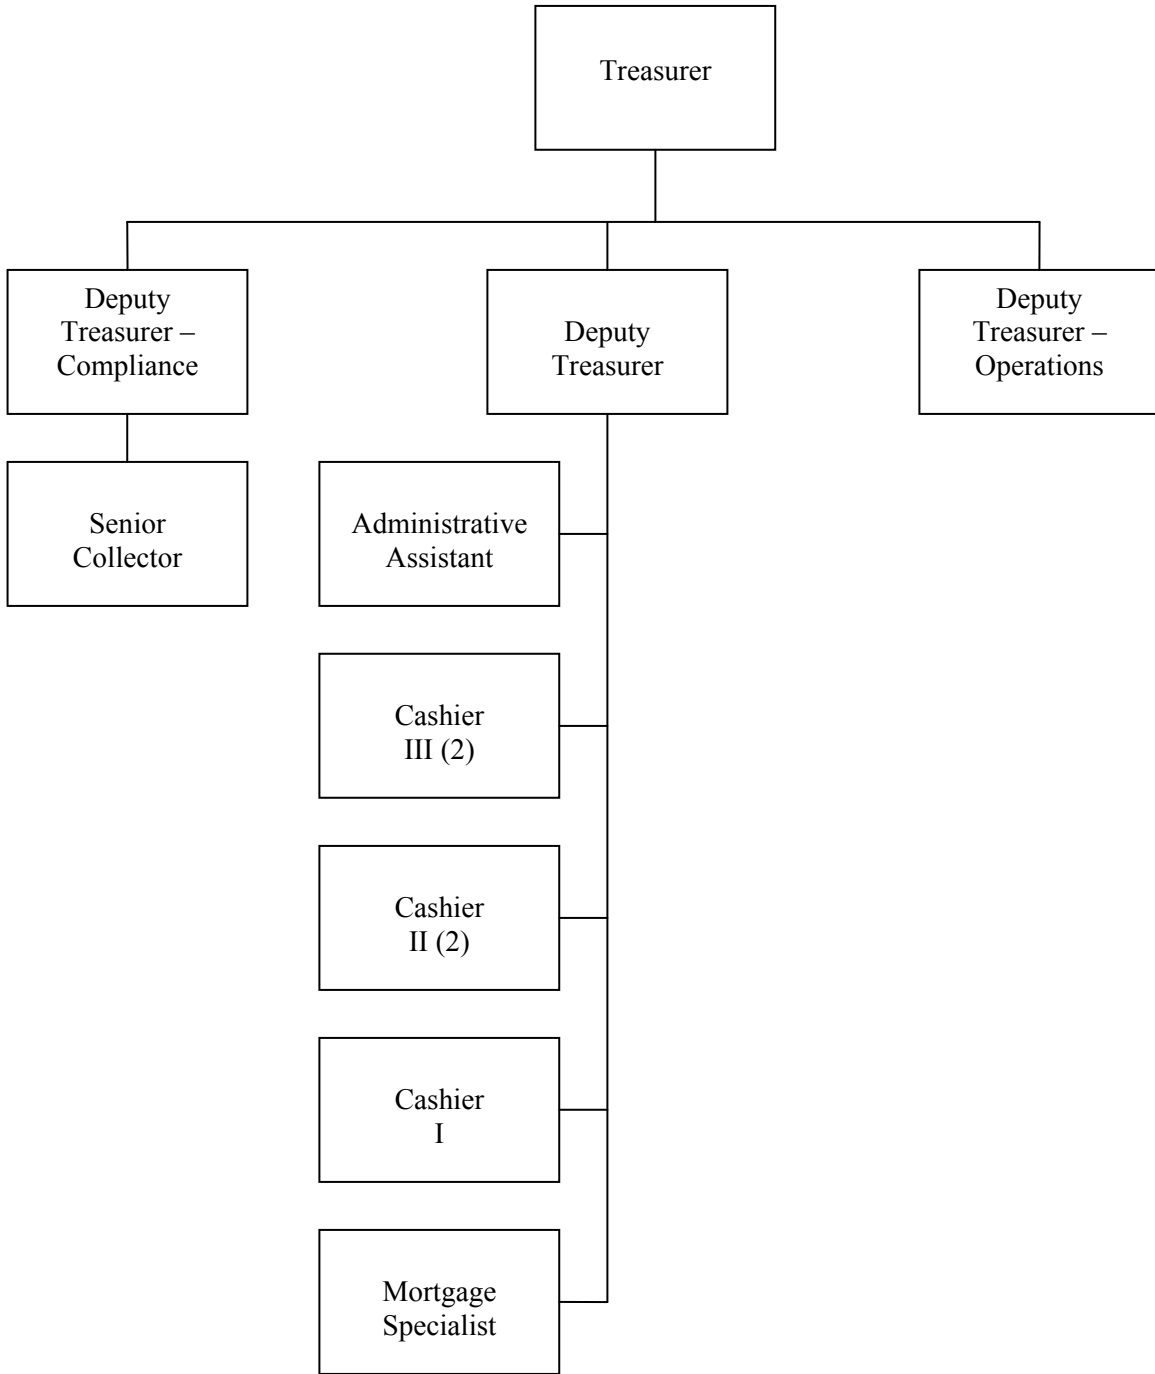 Treasurer
Deputy
Treasurer –
Compliance
Deputy
Treasurer
Deputy
Treasurer –
Operations
Senior
Collector
Administrative
Assistant
Cashier
III (2)
Cashier
II (2)
Cashier
I
Mortgage
Specialist